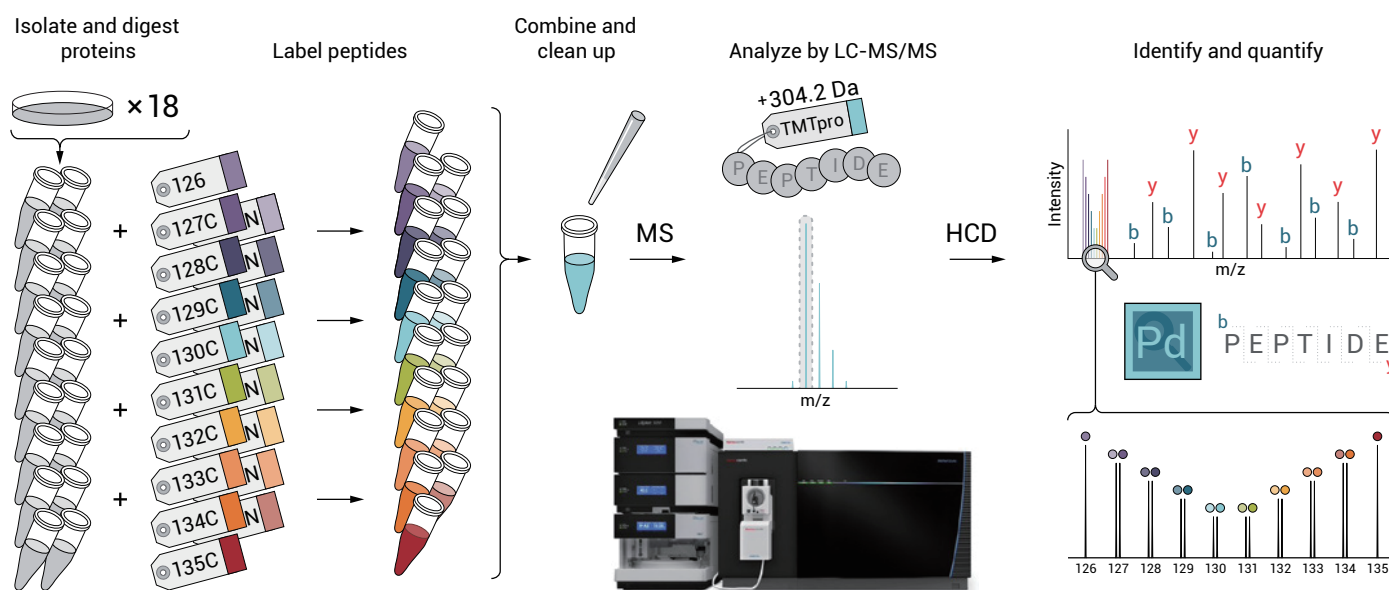 Isolate and digest
proteins
Label peptides
Combine and
clean up
Analyze by LC-MS/MS
Identify and quantify
×18
+
+
+
+
126
127C N
128C
129C N
130C
131C N
132C
133C N
134C N
135C
MS
+304.2 Da
TMTpro
PEPTIDE
m/z
HCD
Intensity
b y b y b y b y b y b y b y
m/z
Pd
b
PEPTIDE
y
126 127 128 129 130 131 132 133 134 135